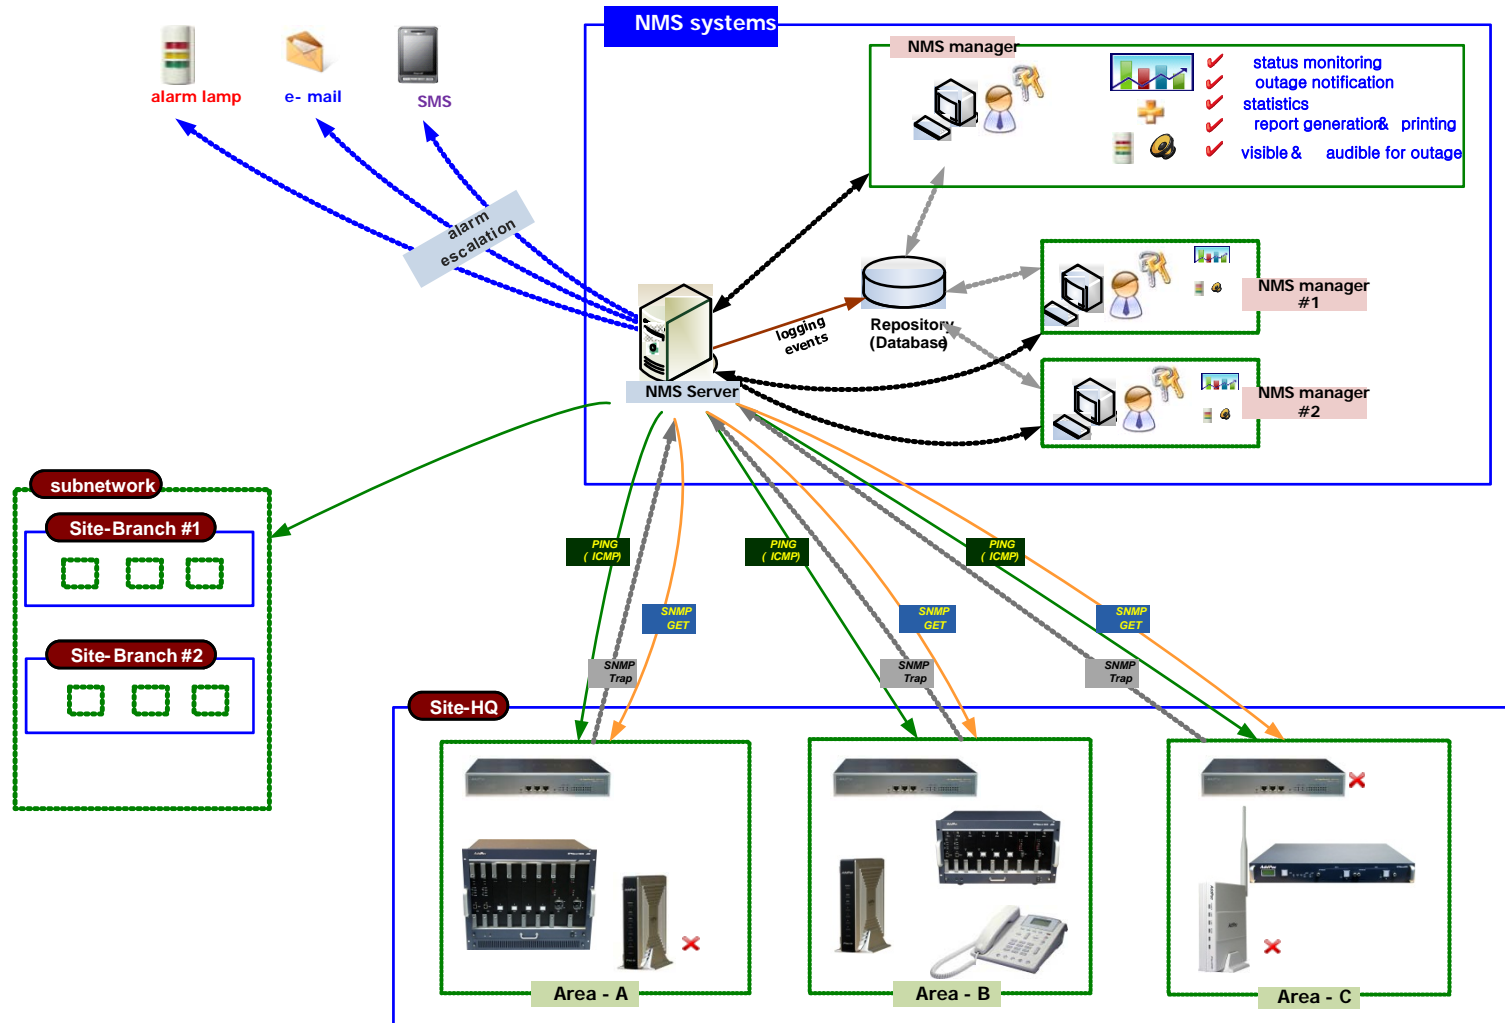 NMS systems
NMS manager
status monitoring
outage notification
statistics
report generation& printing
visible & audible for outage
alarm lamp
e- mail
SMS
alarm
escalation
NMS manager
#1
Repository
(Database)
logging
events
NMS Server
NMS manager
#2
subnetwork
Site-Branch #1
Site- Branch #2
PING
( ICMP)
PING
( ICMP)
PING
( ICMP)
SNMP
GET
SNMP
GET
SNMP
GET
SNMP
Trap
SNMP
Trap
SNMP
Trap
Site-HQ
Area - A
Area - B
Area - C